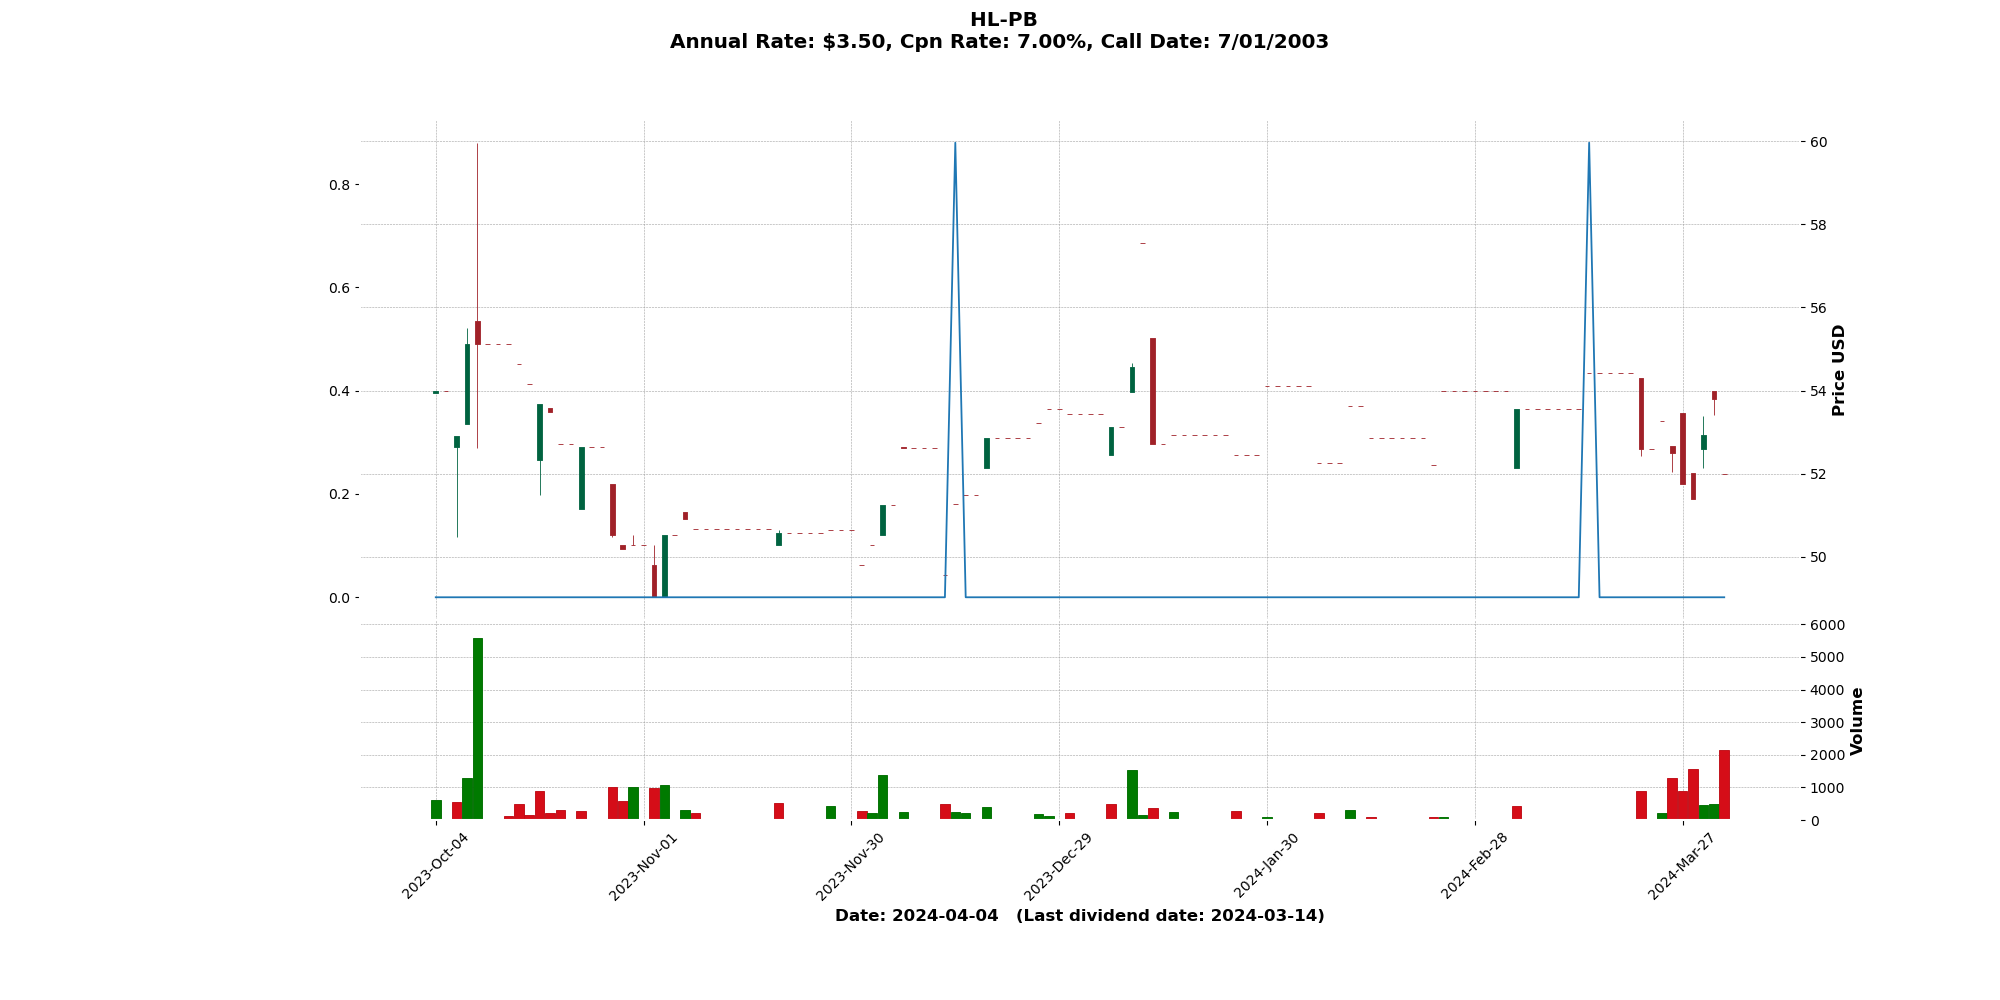 HL-PB
Annual Rate: $3.50, Cpn Rate: 7.00%, Call Date: 7/01/2003
0.8
0.6
0.4
0.2
0.0
60
58
56
54
52
50
Price USD
6000
5000
4000
3000
2000
1000
0
Volume
2023-Oct-04
2023-Nov-01
2023-Nov-30
2023-Dec-29
2024-Jan-30
2024-Feb-28
2024-Mar-27
Date: 2024-04-04 (Last dividend date: 2024-03-14)